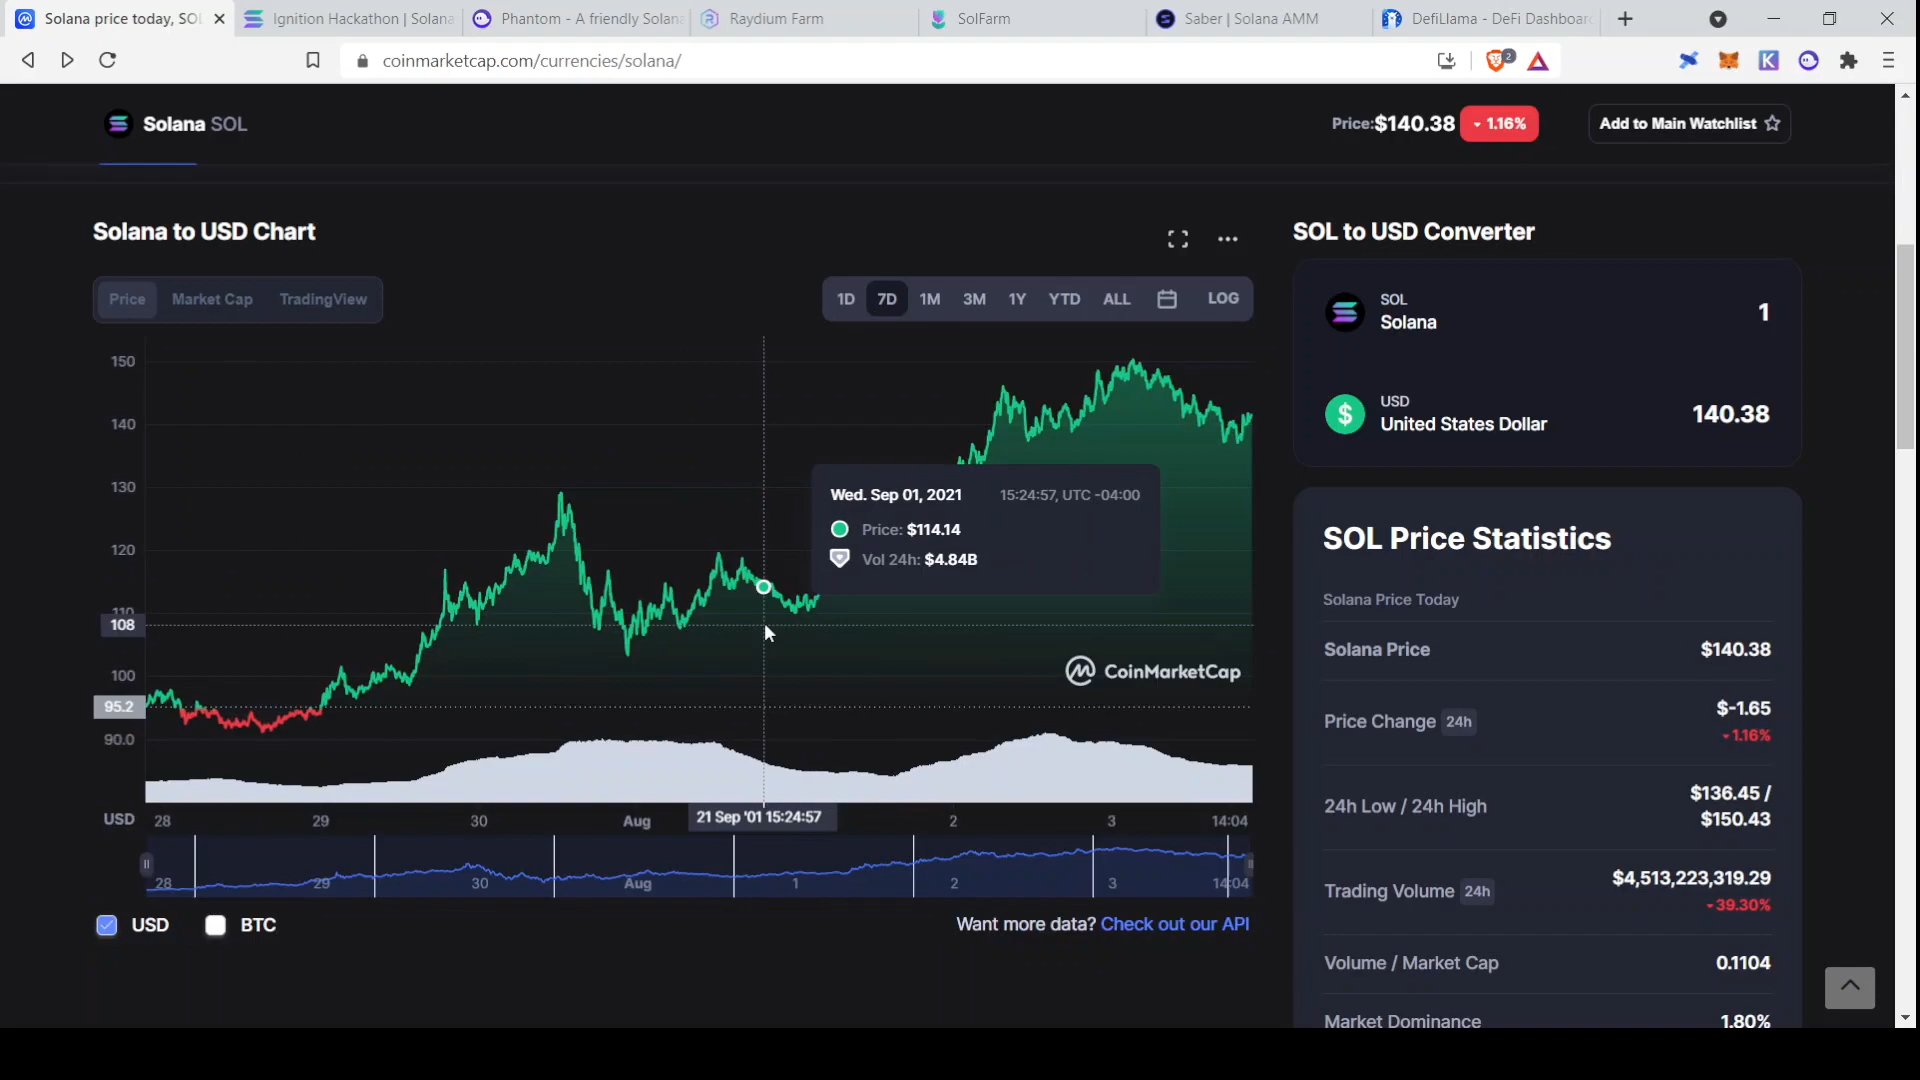 Solana price today, SOL
Ignition Hackathon | Solana
Phantom - A friendly Solana
Raydium Farm
SolFarm
Saber | Solana AMM
DefiLlama - DeFi Dashboard
coinmarketcap.com/currencies/solana/
2
K
Solana SOL
Price:$140.38
1.16%
Add to Main Watchlist
Solana to USD Chart
Price
Market Cap
TradingView
1D
7D
1M
3M
1Y
YTD
ALL
LOG
150
140
130
120
110
108
100
95.2
90.0
Wed. Sep 01, 2021
15:24:57, UTC -04:00
Price: $114.14
Vol 24h: $4.84B
CoinMarketCap
USD
28
29
30
Aug
21 Sep '01 15:24:57
2
3
14:04
28
29
30
Aug
1
2
3
14:04
USD
BTC
Want more data? Check out our API
SOL to USD Converter
SOL
Solana
1
$
USD
United States Dollar
140.38
SOL Price Statistics
Solana Price Today
Solana Price
$140.38
Price Change 24h
$-1.65
1.16%
24h Low / 24h High
$136.45 /
$150.43
Trading Volume 24h
$4,513,223,319.29
39.30%
Volume / Market Cap
0.1104
Market Dominance
1.80%